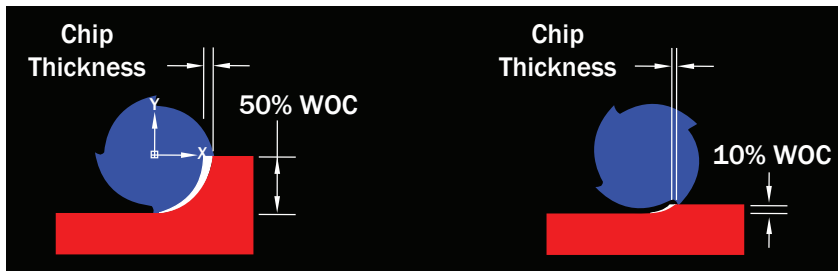 Chip
Thickness
50% WOC
Y
X
Chip
Thickness
10% WOC